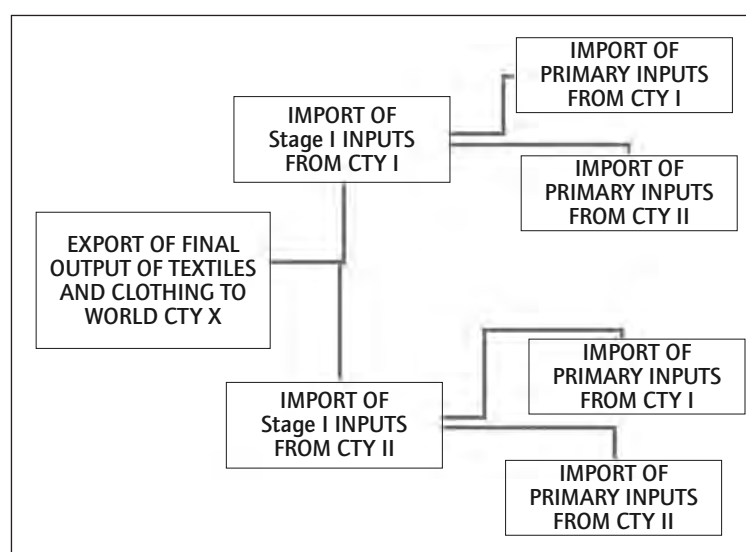 IMPORT OF
PRIMARY INPUTS
FROM CTY I
IMPORT OF
Stage I INPUTS
FROM CTY I
IMPORT OF
PRIMARY INPUTS
FROM CTY II
EXPORT OF FINAL
OUTPUT OF TEXTILES
AND CLOTHING TO
WORLD CTY X
IMPORT OF
PRIMARY INPUTS
FROM CTY I
IMPORT OF
Stage I INPUTS
FROM CTY II
IMPORT OF
PRIMARY INPUTS
FROM CTY II